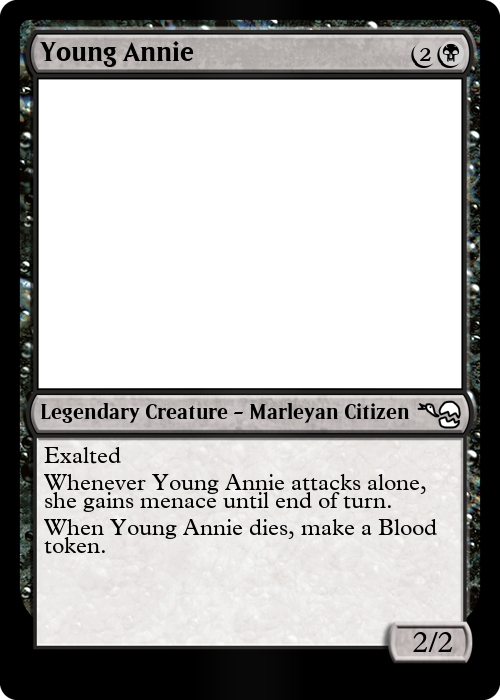 Young Annie 2
Legendary Creature – Marleyan Citizen
Exalted
Whenever Young Annie attacks alone,
she gains menace until end of turn.
When Young Annie dies, make a Blood
token.
2/2